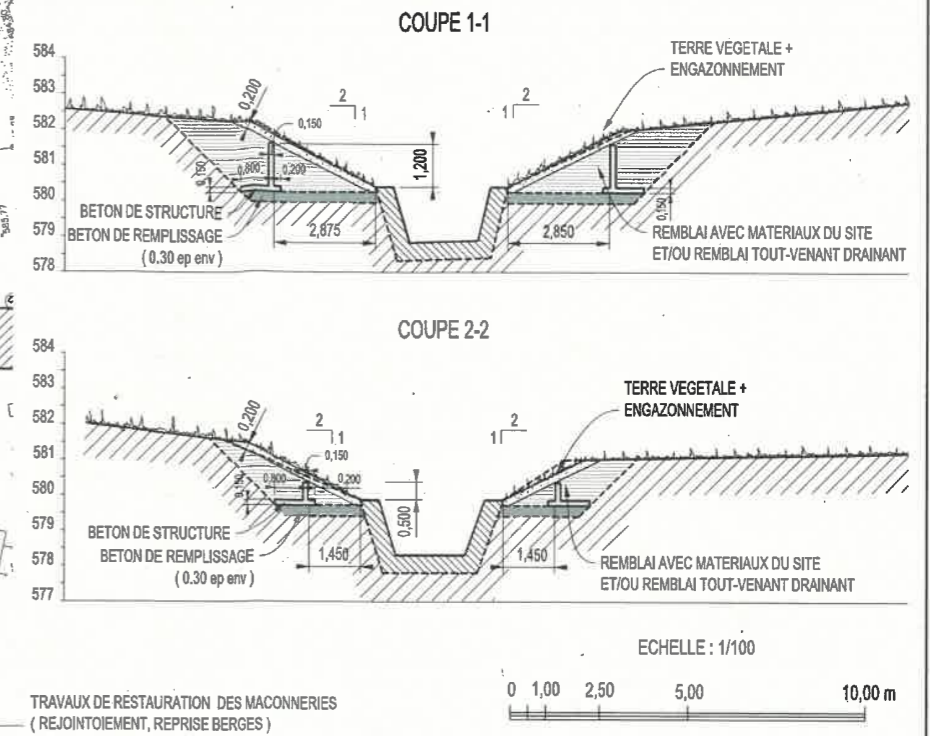 COUPE 1-1
584
583
582
581
580
579
578
0,200
2
1
0,150
0,150
0,800
0,200
1,200
2
1
TERRE VEGETALE +
ENGAZONNEMENT
BETON DE STRUCTURE
BETON DE REMPLISSAGE
( 0.30 ep env )
2,875
2,850
0,150
REMBLAI AVEC MATERIAUX DU SITE
ET/OU REMBLAI TOUT-VENANT DRAINANT
COUPE 2-2
584
583
582
581
580
579
578
577
0,200
2
1
0,150
0,150
0,800
0,200
0,500
2
1
TERRE VEGETALE +
ENGAZONNEMENT
BETON DE STRUCTURE
BETON DE REMPLISSAGE
( 0.30 ep env )
1,450
1,450
REMBLAI AVEC MATERIAUX DU SITE
ET/OU REMBLAI TOUT-VENANT DRAINANT
ECHELLE : 1/100
0 1,00 2,50 5,00 10,00 m
TRAVAUX DE RESTAURATION DES MACONNERIES
( REJOINTOIEMENT, REPRISE BERGES )